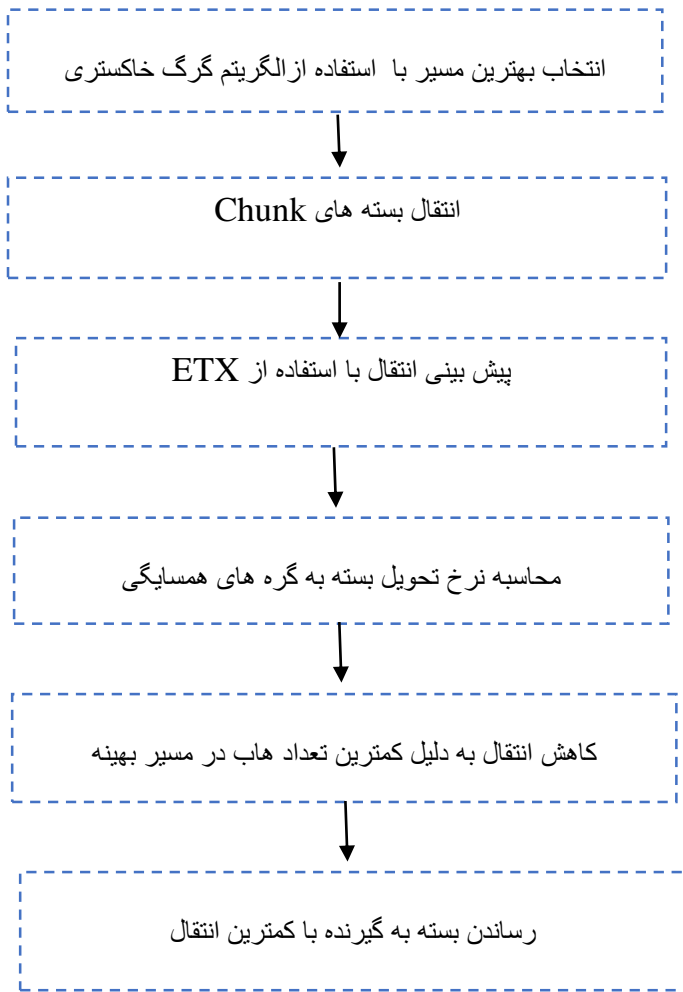 انتخاب بهترین مسیر با استفاده ازالگریتم گرگ خاکستری
انتقال بسته های Chunk
پیش بینی انتقال با استفاده از ETX
محاسبه نرخ تحویل بسته به گره های همسایگی
کاهش انتقال به دلیل کمترین تعداد هاب در مسیر بهینه
رساندن بسته به گیرنده با کمترین انتقال